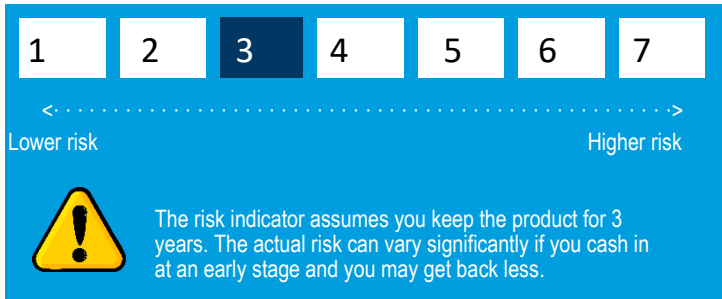 1 2 3 4 5 6 7
Lower risk Higher risk
The risk indicator assumes you keep the product for 3
years. The actual risk can vary significantly if you cash in
at an early stage and you may get back less.